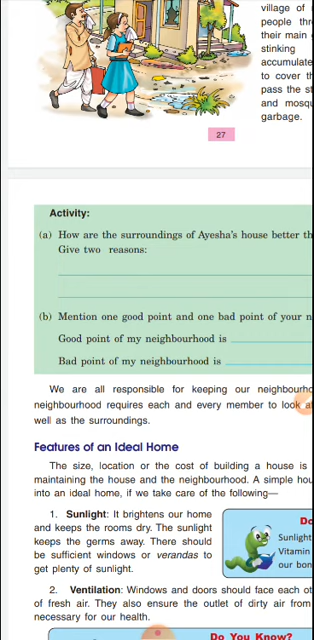 village of
people thr
their main
stinking
accumulate
to cover th
pass the st
and mosqu
garbage.
27
Activity:
(a) How are the surroundings of Ayesha's house better th
Give two reasons:
(b) Mention one good point and one bad point of your n
Good point of my neighbourhood is
Bad point of my neighbourhood is
We are all responsible for keeping our neighbourho
neighbourhood requires each and every member to look a
well as the surroundings.
Features of an Ideal Home
The size, location or the cost of building a house is
maintaining the house and the neighbourhood. A simple hou
into an ideal home, if we take care of the following—
1. Sunlight: It brightens our home
and keeps the rooms dry. The sunlight
keeps the germs away. There should
be sufficient windows or verandas to
get plenty of sunlight.
Do
Sunlight
Vitamin
our bon
2. Ventilation: Windows and doors should face each ot
of fresh air. They also ensure the outlet of dirty air from
necessary for our health.
Do You Know?